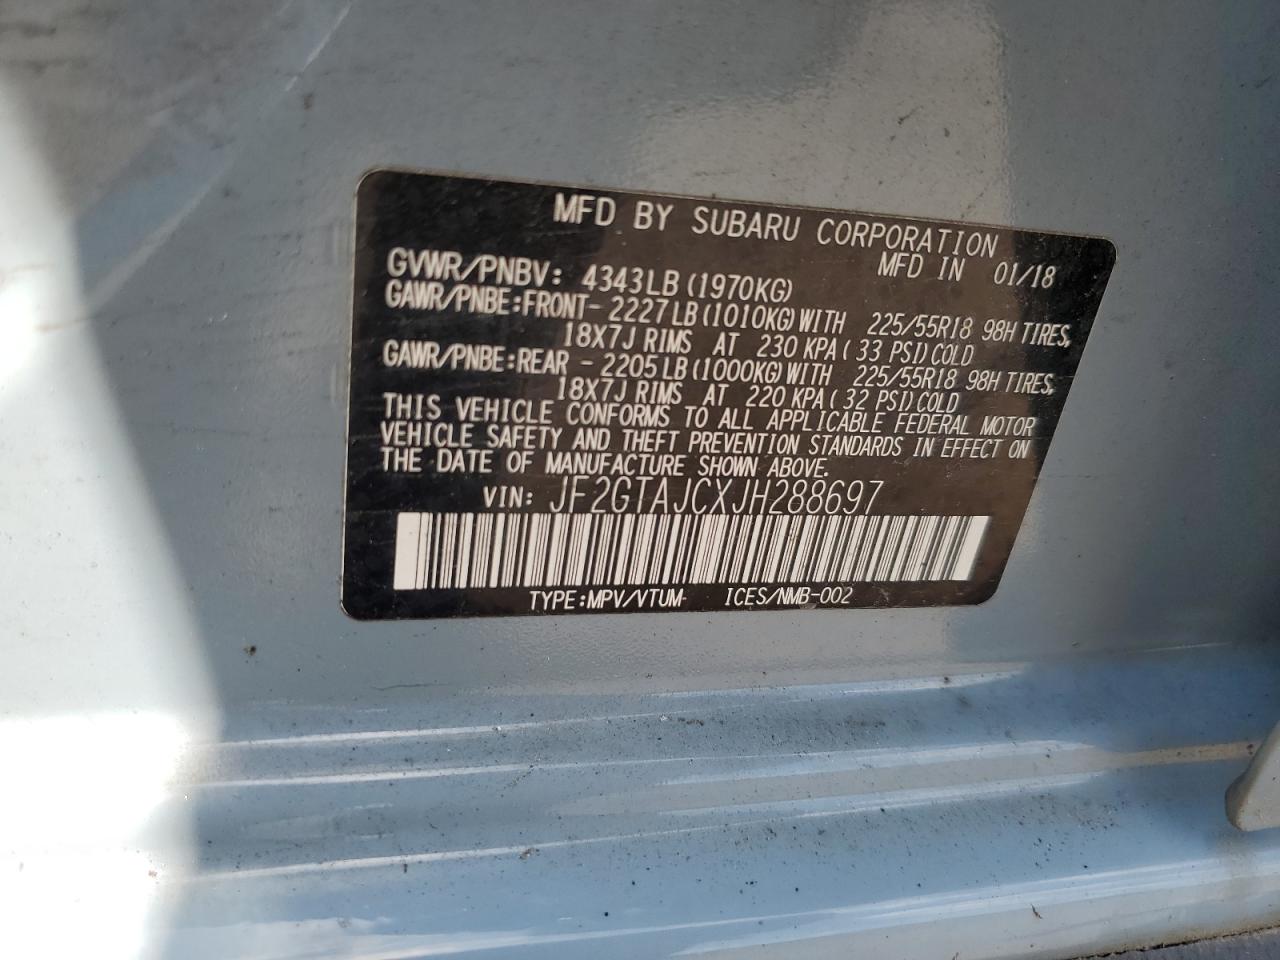 MFD BY SUBARU CORPORATION
MFD IN 01/18
GVWR/PNBV: 4343LB (1970KG)
GAWR/PNBE:FRONT- 2227LB(1010KG) WITH 225/55R18 98H TIRES,
18X7J RIMS AT 230 KPA( 33 PSI) COLD
GAWR/PNBE:REAR - 2205LB(1000KG) WITH 225/55R18 98H TIRES,
18X7J RIMS AT 220 KPA( 32 PSI) COLD
THIS VEHICLE CONFORMS TO ALL APPLICABLE FEDERAL MOTOR
VEHICLE SAFETY AND THEFT PREVENTION STANDARDS IN EFFECT ON
THE DATE OF MANUFACTURE SHOWN ABOVE.
VIN: JF2GTAJCXJH288697
TYPE:MPV/VTUM ICES/NMB-002